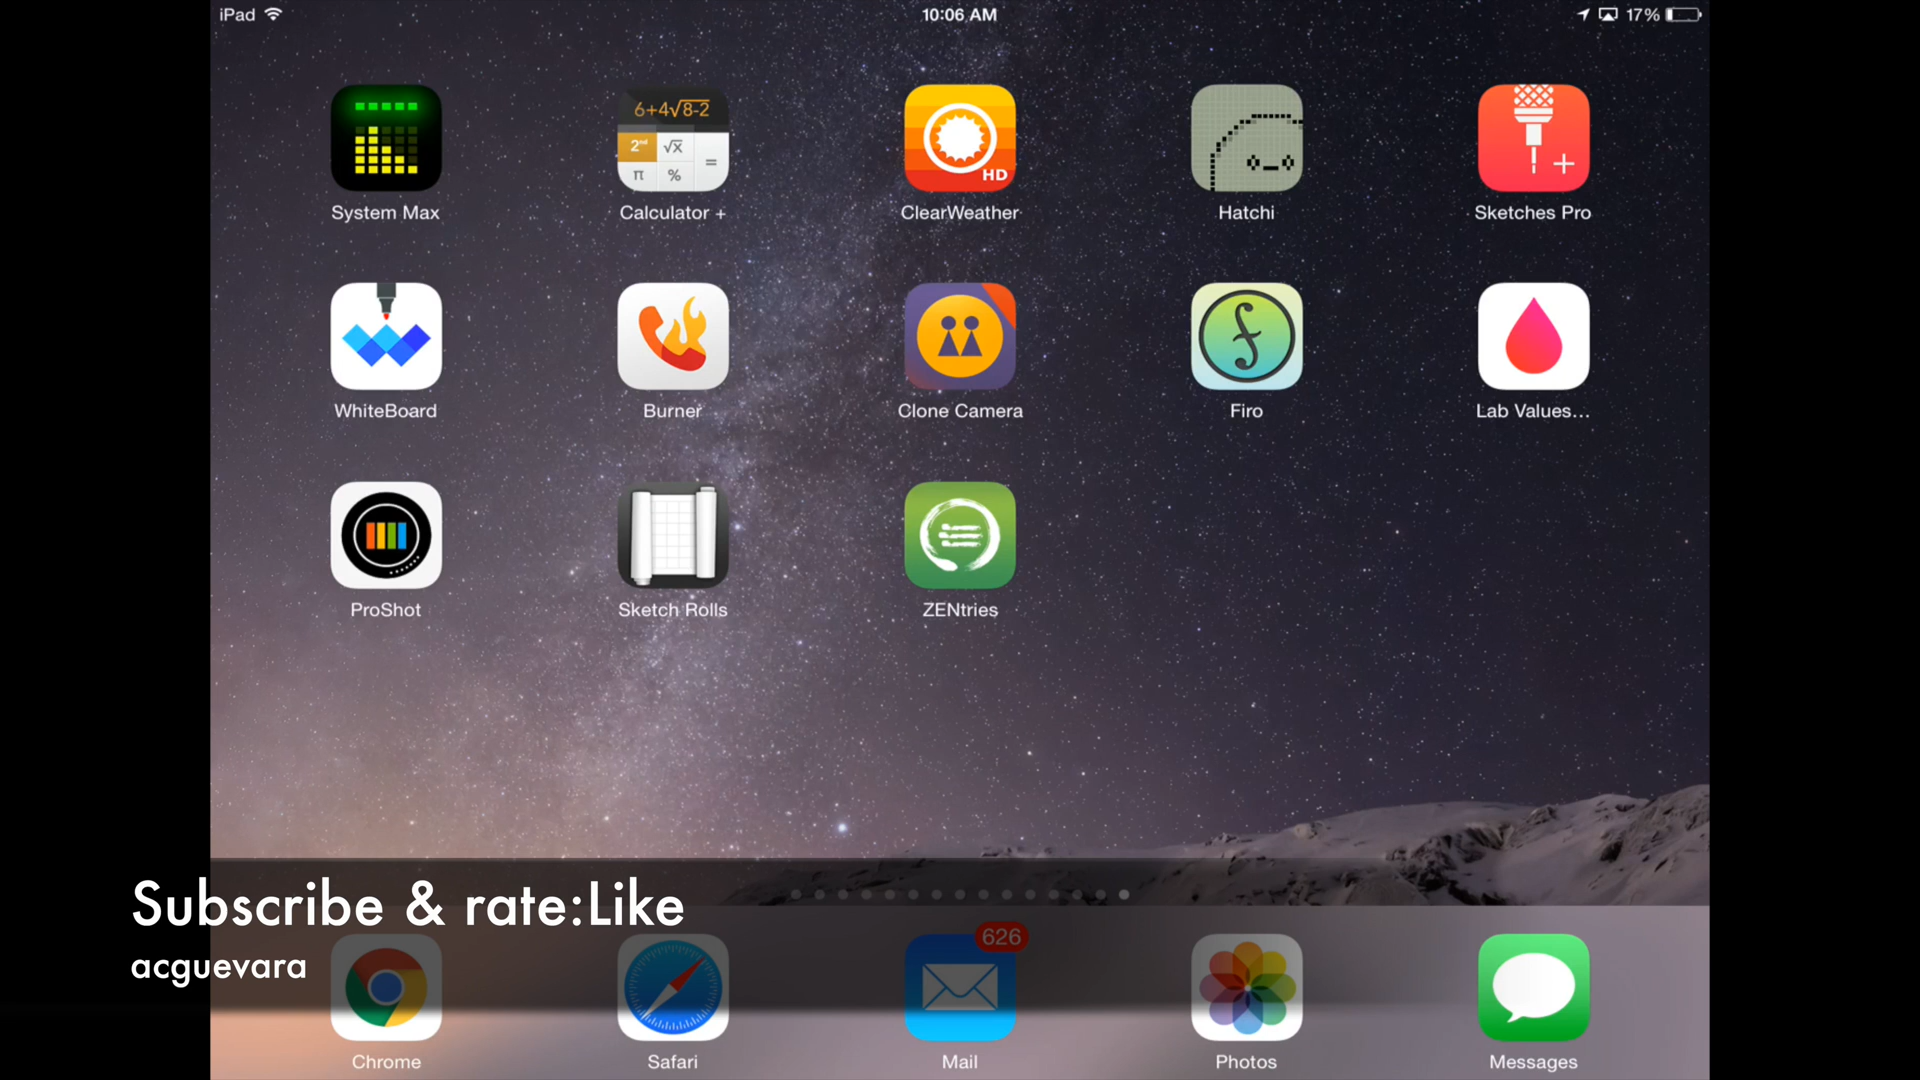 iPad
10:06 AM
17%
6+4√8-2
2nd
√x
=
π
%
HD
System Max
Calculator +
ClearWeather
Hatchi
Sketches Pro
WhiteBoard
Burner
Clone Camera
Firo
Lab Values...
ProShot
Sketch Rolls
ZENtries
Subscribe & rate:Like
acguevara
626
Chrome
Safari
Mail
Photos
Messages